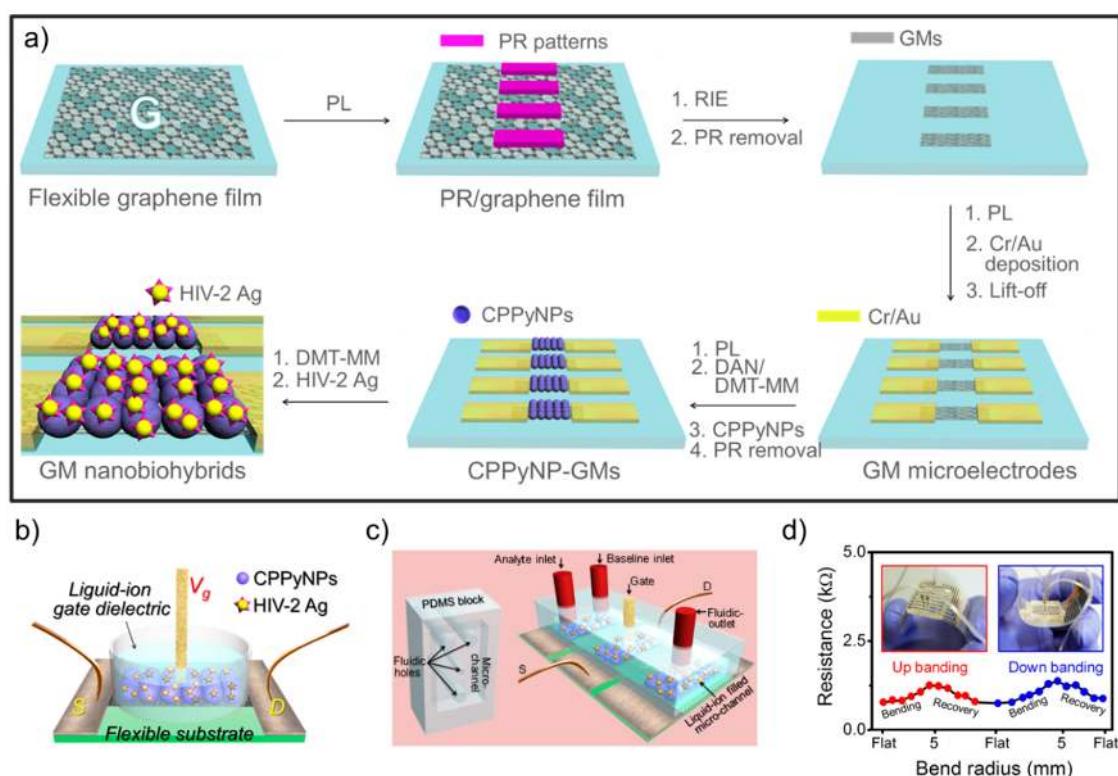 a)
PR patterns
GMs
G
PL
1. RIE
2. PR removal
Flexible graphene film
PR/graphene film
1. PL
2. Cr/Au
deposition
3. Lift-off
HIV-2 Ag
CPPyNPs
Cr/Au
1. DMT-MM
2. HIV-2 Ag
1. PL
2. DAN/
DMT-MM
3. CPPyNPs
4. PR removal
GM nanobiohybrids
CPPyNP-GMs
GM microelectrodes
b)
Liquid-ion
gate dielectric
Vg
CPPyNPs
HIV-2 Ag
S
D
Flexible substrate
c)
Analyte inlet
Baseline inlet
Gate
D
PDMS block
Fluidic-
outlet
Fluidic
holes
Micro-
channel
S
Liquid-ion filled
micro-channel
d)
Resistance (kΩ)
5.0
2.5
0.0
Up banding
Down banding
Bending
Recovery
Bending
Recovery
Flat
5
Flat
5
Flat
Bend radius (mm)